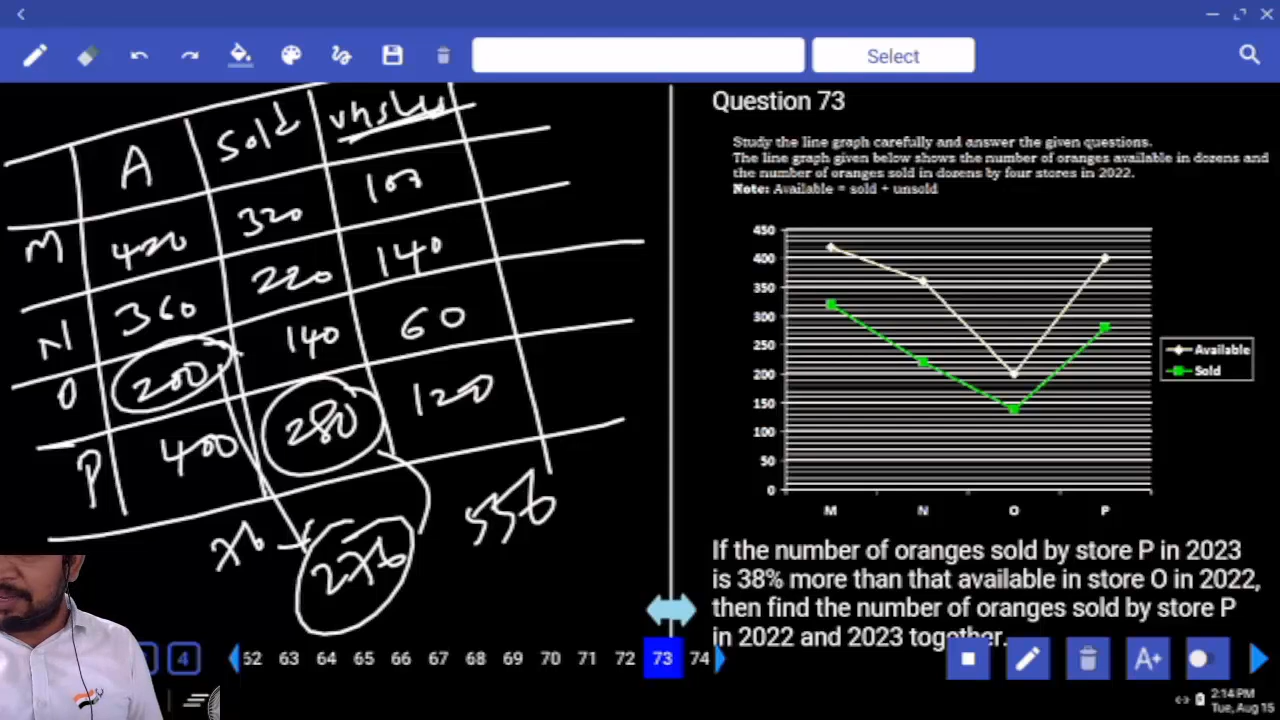 Select
A Sold unsold
M 420 320 100
N 360 220 140
O 200 140 60
P 400 280 120
76
276
556
Question 73
Study the line graph carefully and answer the given questions.
The line graph given below shows the number of oranges available in dozens and
the number of oranges sold in dozens by four stores in 2022.
Note: Available = sold + unsold
450
400
350
300
250
200
150
100
50
0
M N O P
Available
Sold
If the number of oranges sold by store P in 2023
is 38% more than that available in store O in 2022,
then find the number of oranges sold by store P
in 2022 and 2023 together.
4 62 63 64 65 66 67 68 69 70 71 72 73 74
A+
2:14 PM
Tue, Aug 15